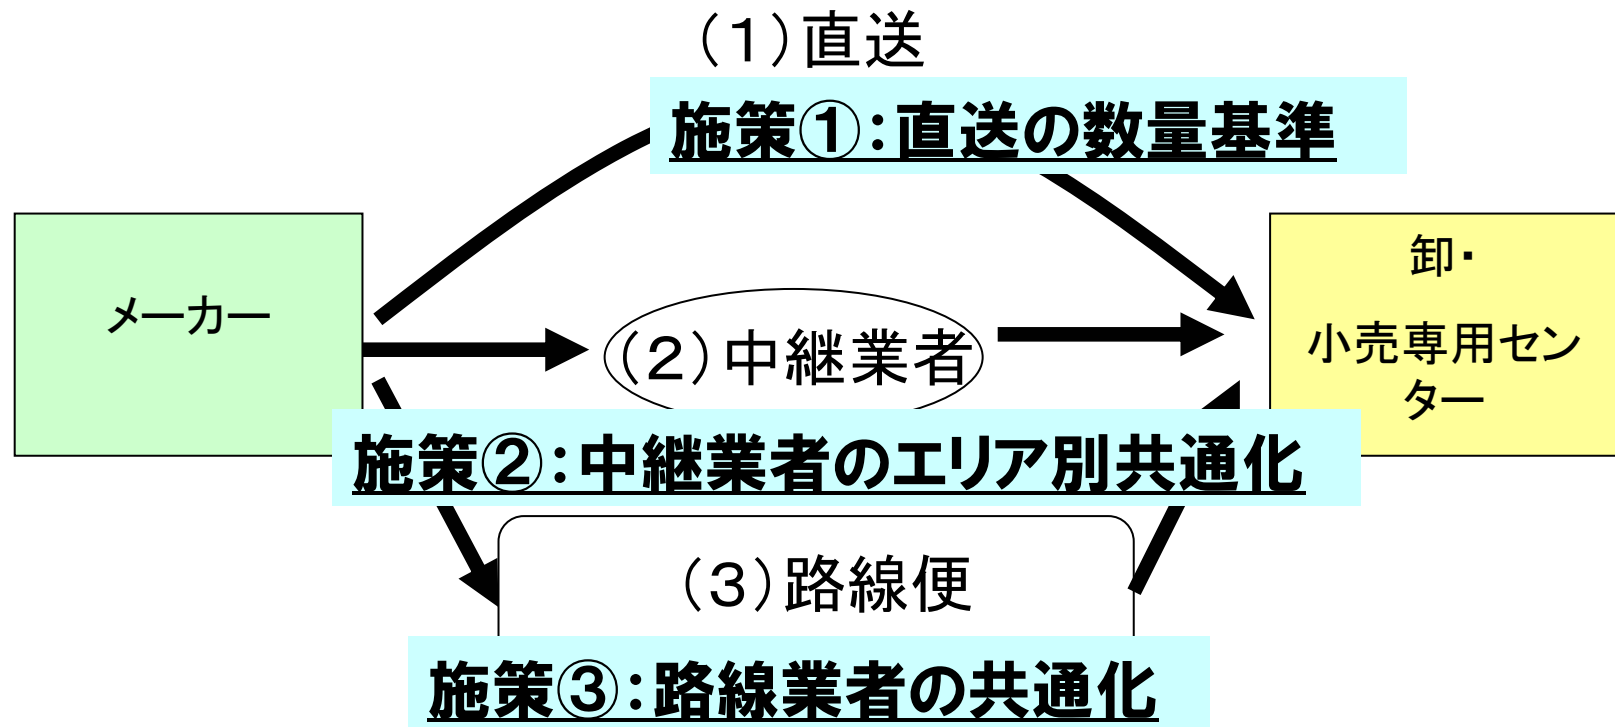 （１）直送
施策①：直送の数量基準
メーカー
卸・
小売専用セン
ター
（２）中継業者
施策②：中継業者のエリア別共通化
（３）路線便
施策③：路線業者の共通化